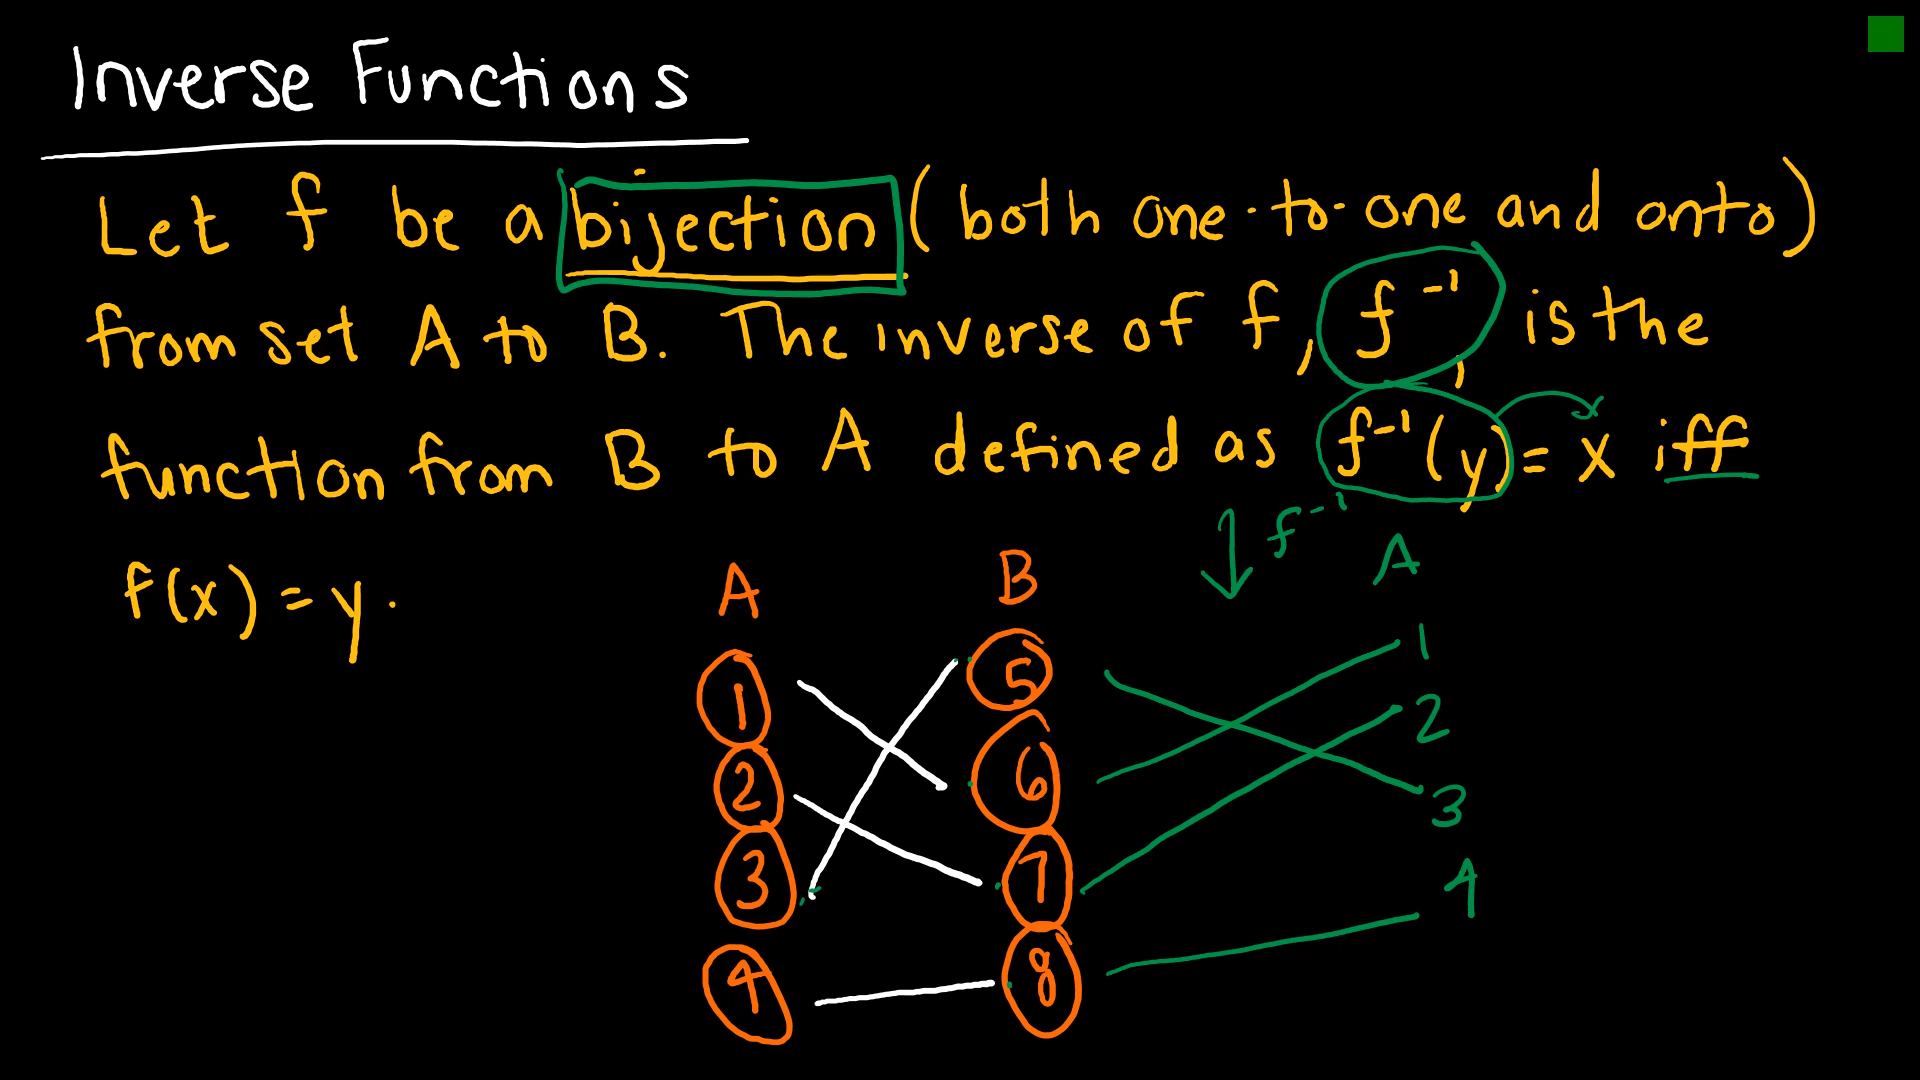 Inverse Functions
Let f be a bijection (both one-to-one and onto)
from set A to B. The inverse of f, f⁻¹, is the
function from B to A defined as f⁻¹(y) = x iff
f(x) = y.
f⁻¹
A B A
1 5 1
2 6 2
3 7 3
4 8 4